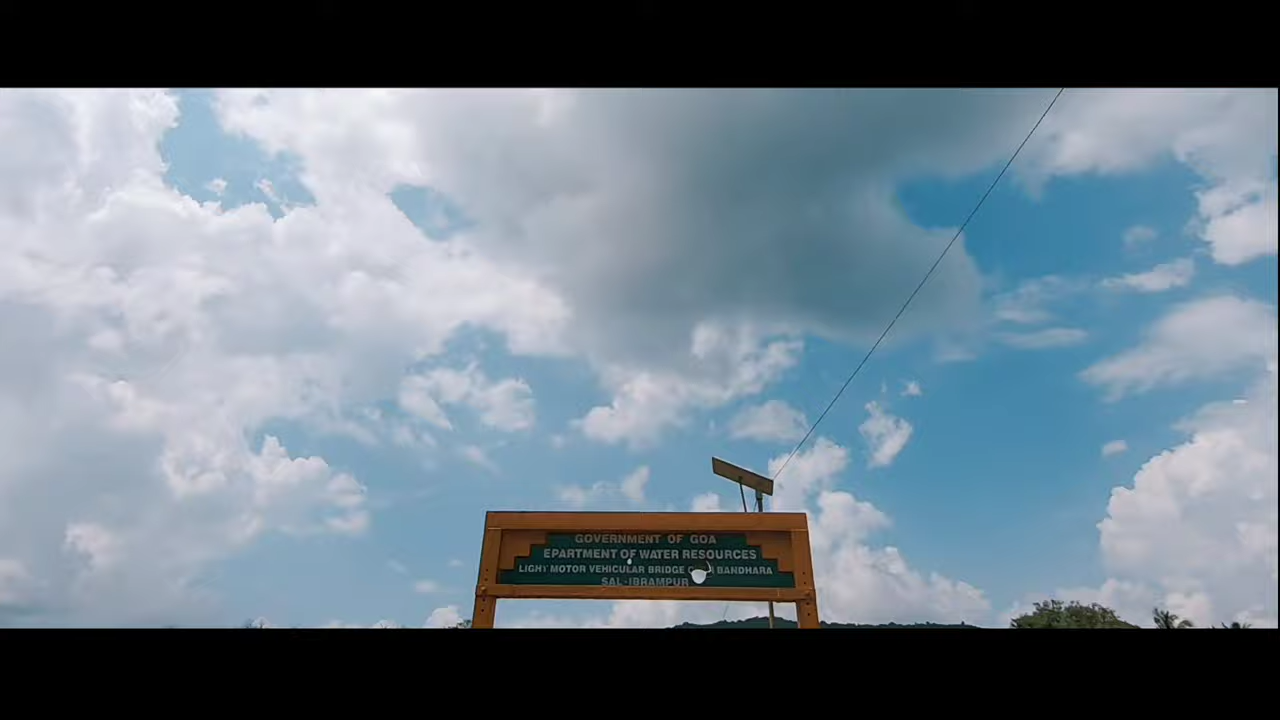 GOVERNMENT OF GOA
EPARTMENT OF WATER RESOURCES
LIGHT MOTOR VEHICULAR BRIDGE BANDHARA
SAL-IBRAMPUR